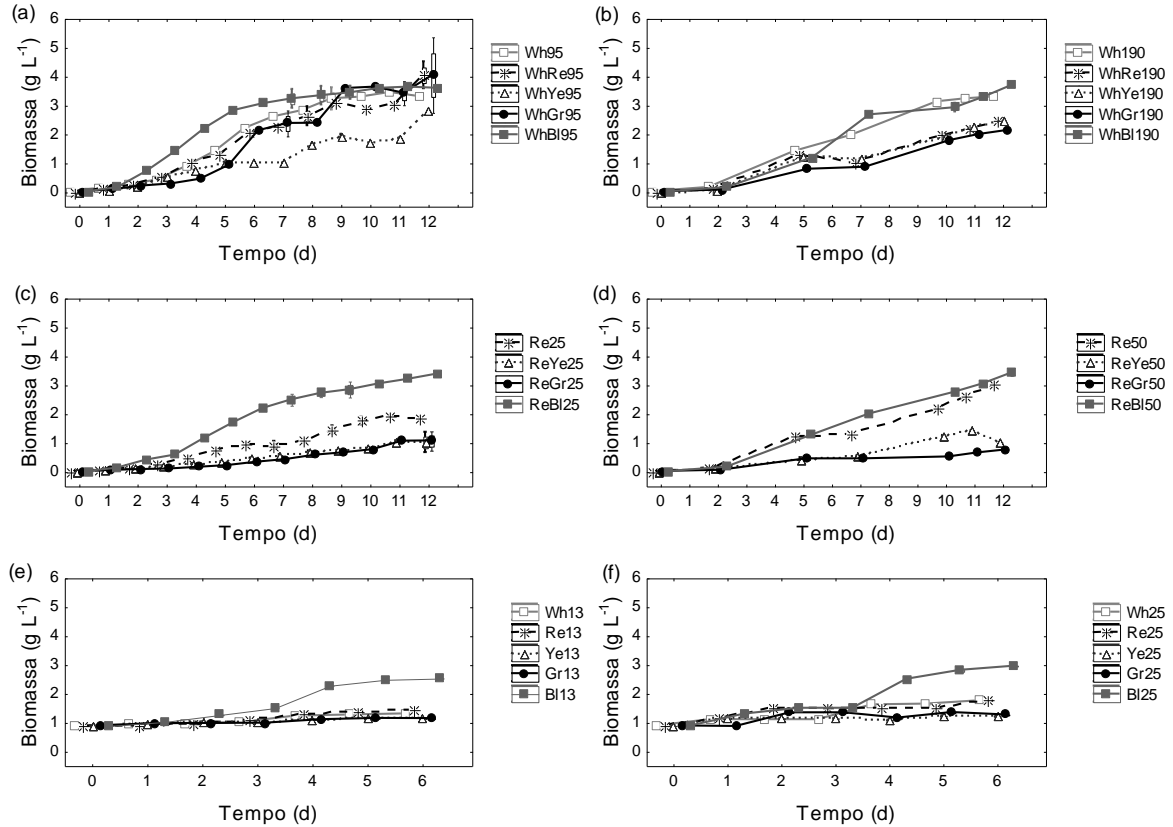 (a)
Biomassa (g L⁻¹)
6
5
4
3
2
1
0
0 1 2 3 4 5 6 7 8 9 10 11 12
Tempo (d)
Wh95
WhRe95
WhYe95
WhGr95
WhBl95
(b)
Biomassa (g L⁻¹)
6
5
4
3
2
1
0
0 1 2 3 4 5 6 7 8 9 10 11 12
Tempo (d)
Wh190
WhRe190
WhYe190
WhGr190
WhBl190
(c)
Biomassa (g L⁻¹)
6
5
4
3
2
1
0
0 1 2 3 4 5 6 7 8 9 10 11 12
Tempo (d)
Re25
ReYe25
ReGr25
ReBl25
(d)
Biomassa (g L⁻¹)
6
5
4
3
2
1
0
0 1 2 3 4 5 6 7 8 9 10 11 12
Tempo (d)
Re50
ReYe50
ReGr50
ReBl50
(e)
Biomassa (g L⁻¹)
6
5
4
3
2
1
0
0 1 2 3 4 5 6
Tempo (d)
Wh13
Re13
Ye13
Gr13
Bl13
(f)
Biomassa (g L⁻¹)
6
5
4
3
2
1
0
0 1 2 3 4 5 6
Tempo (d)
Wh25
Re25
Ye25
Gr25
Bl25